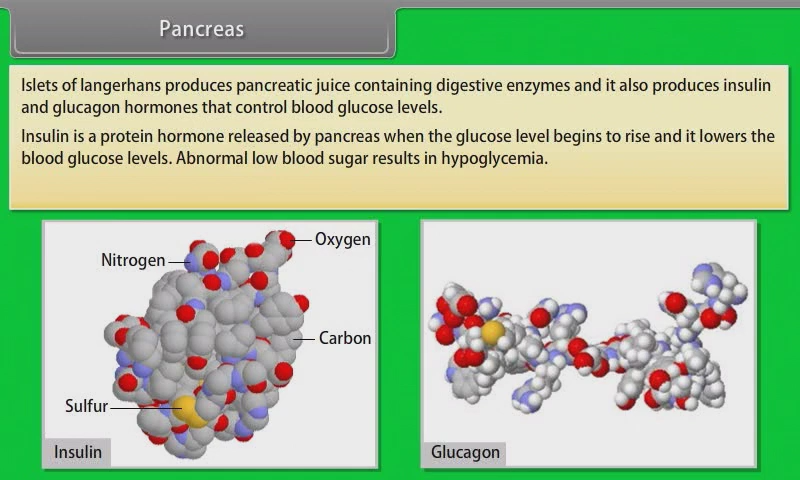 Pancreas
Islets of langerhans produces pancreatic juice containing digestive enzymes and it also produces insulin
and glucagon hormones that control blood glucose levels.
Insulin is a protein hormone released by pancreas when the glucose level begins to rise and it lowers the
blood glucose levels. Abnormal low blood sugar results in hypoglycemia.
Oxygen
Nitrogen
Carbon
Sulfur
Insulin
Glucagon